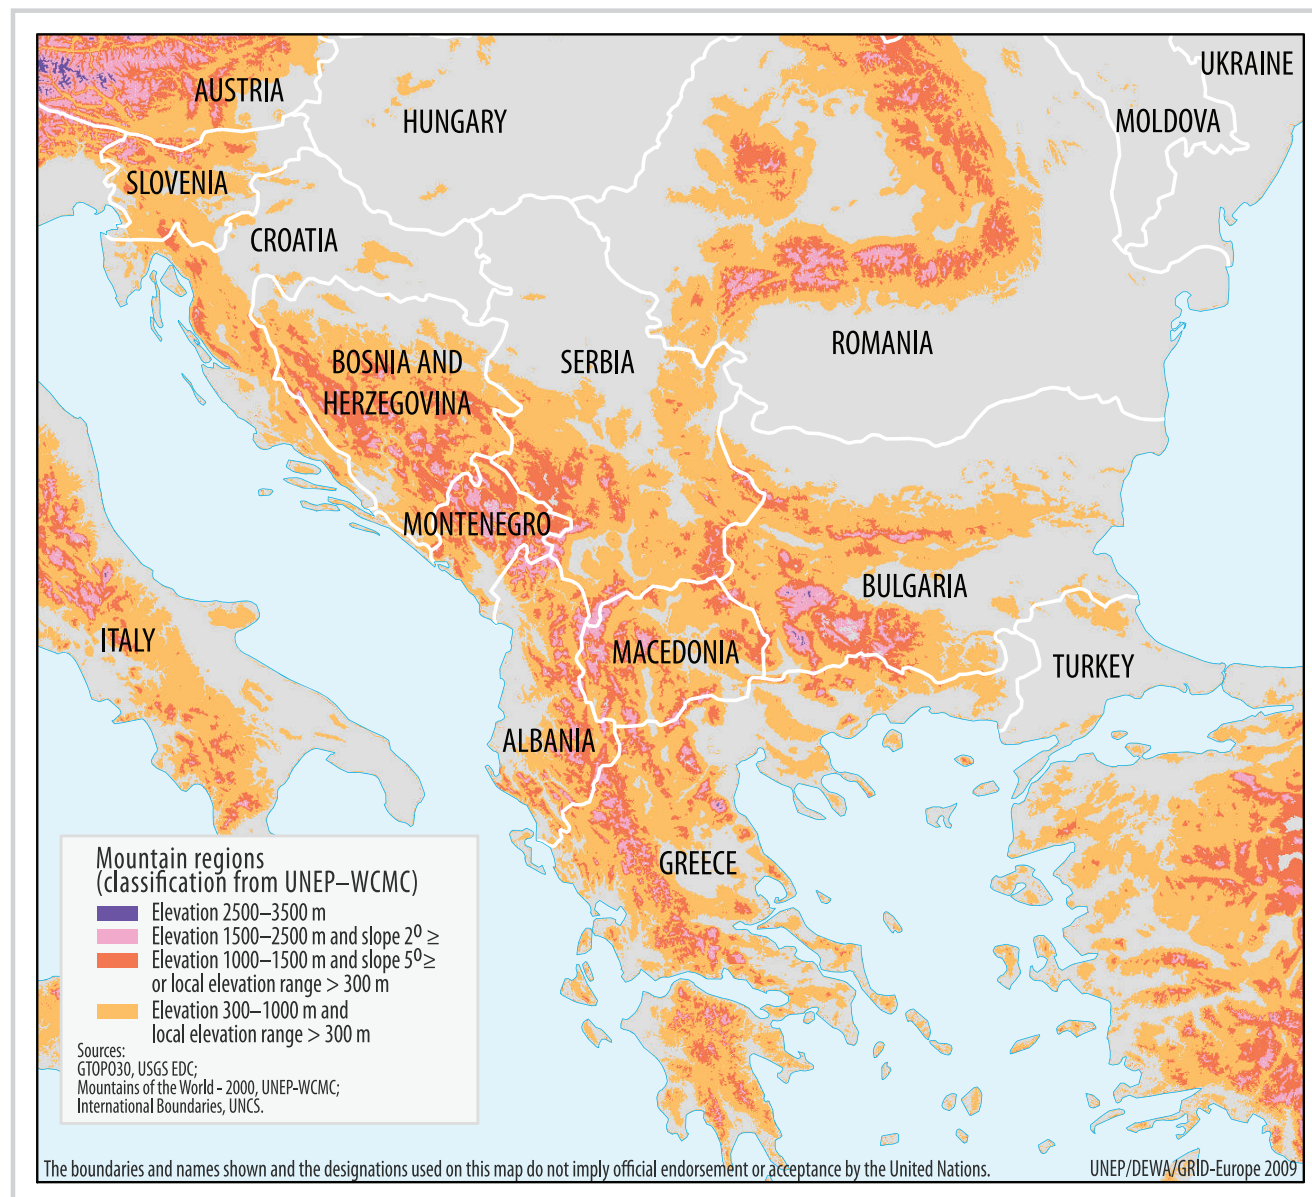 UKRAINE
AUSTRIA
HUNGARY
MOLDOVA
SLOVENIA
CROATIA
ROMANIA
BOSNIA AND
HERZEGOVINA
SERBIA
MONTENEGRO
BULGARIA
ITALY
MACEDONIA
TURKEY
ALBANIA
GREECE
Mountain regions
(classification from UNEP–WCMC)
Elevation 2500–3500 m
Elevation 1500–2500 m and slope 2⁰ ≥
Elevation 1000–1500 m and slope 5⁰ ≥
or local elevation range > 300 m
Elevation 300–1000 m and
local elevation range > 300 m
Sources:
GTOPO30, USGS EDC;
Mountains of the World - 2000, UNEP-WCMC;
International Boundaries, UNCS.
The boundaries and names shown and the designations used on this map do not imply official endorsement or acceptance by the United Nations.
UNEP/DEWA/GRID-Europe 2009